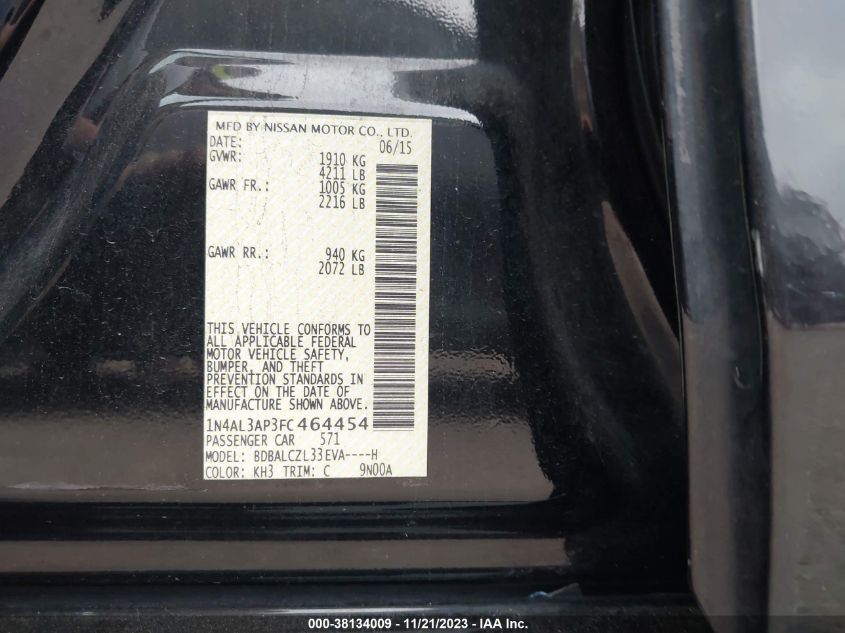 MFD BY NISSAN MOTOR CO., LTD.
DATE: 06/15
GVWR: 1910 KG
4211 LB
GAWR FR.: 1005 KG
2216 LB
GAWR RR.: 940 KG
2072 LB
THIS VEHICLE CONFORMS TO
ALL APPLICABLE FEDERAL
MOTOR VEHICLE SAFETY,
BUMPER, AND THEFT
PREVENTION STANDARDS IN
EFFECT ON THE DATE OF
MANUFACTURE SHOWN ABOVE.
1N4AL3AP3FC464454
PASSENGER CAR 571
MODEL: BDBALCZL33EVA----H
COLOR: KH3 TRIM: C 9N00A
000-38134009 - 11/21/2023 - IAA Inc.